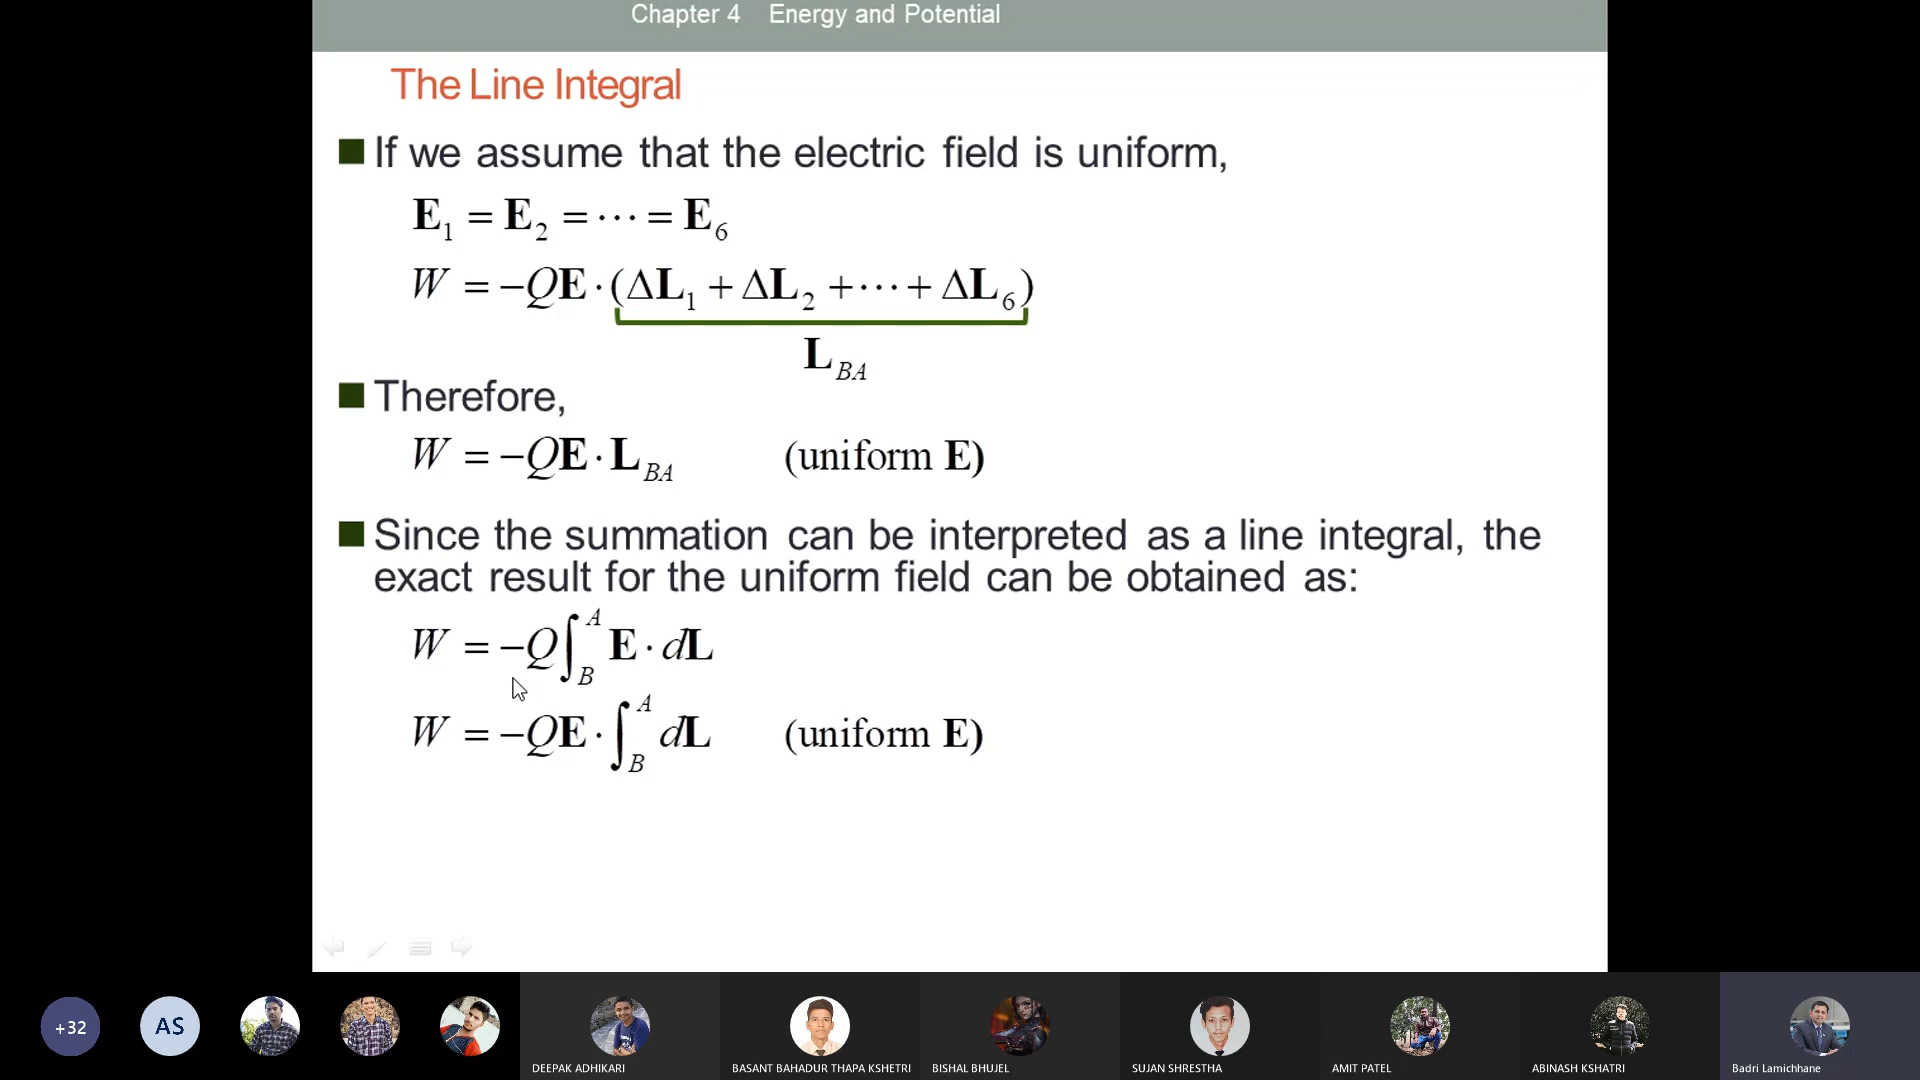 Chapter 4 Energy and Potential
The Line Integral
If we assume that the electric field is uniform,
E₁ = E₂ = ⋯ = E₆
W = −QE · (ΔL₁ + ΔL₂ + ⋯ + ΔL₆)
L_BA
Therefore,
W = −QE · L_BA (uniform E)
Since the summation can be interpreted as a line integral, the
exact result for the uniform field can be obtained as:
W = −Q∫_B^A E · dL
W = −QE · ∫_B^A dL (uniform E)
+32
AS
DEEPAK ADHIKARI
BASANT BAHADUR THAPA KSHETRI
BISHAL BHUJEL
SUJAN SHRESTHA
AMIT PATEL
ABINASH KSHATRI
Badri Lamichhane